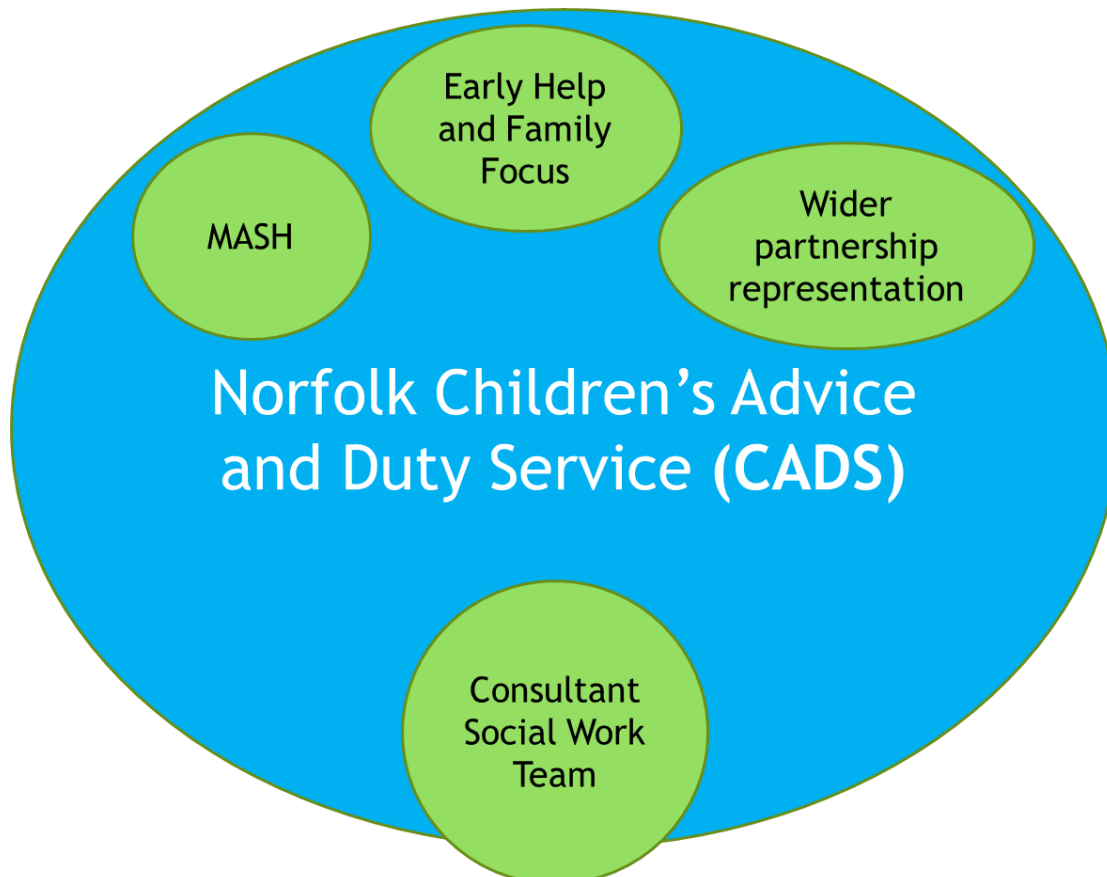 Early Help
and Family
Focus
MASH
Wider
partnership
representation
Norfolk Children’s Advice
and Duty Service (CADS)
Consultant
Social Work
Team